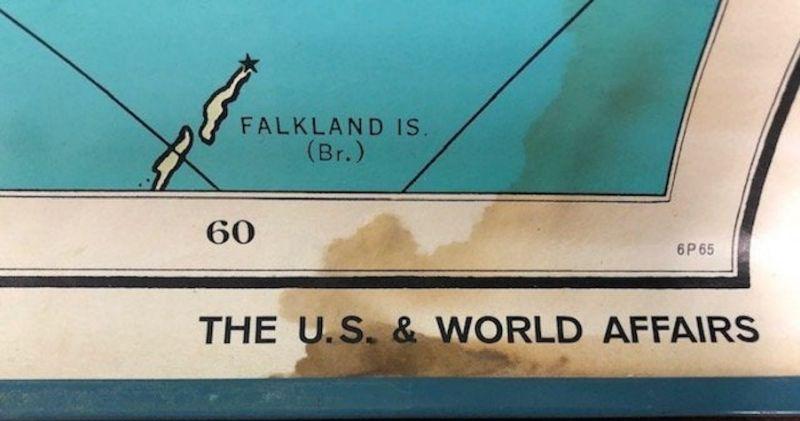 FALKLAND IS.
(Br.)
60
6P65
THE U.S. & WORLD AFFAIRS